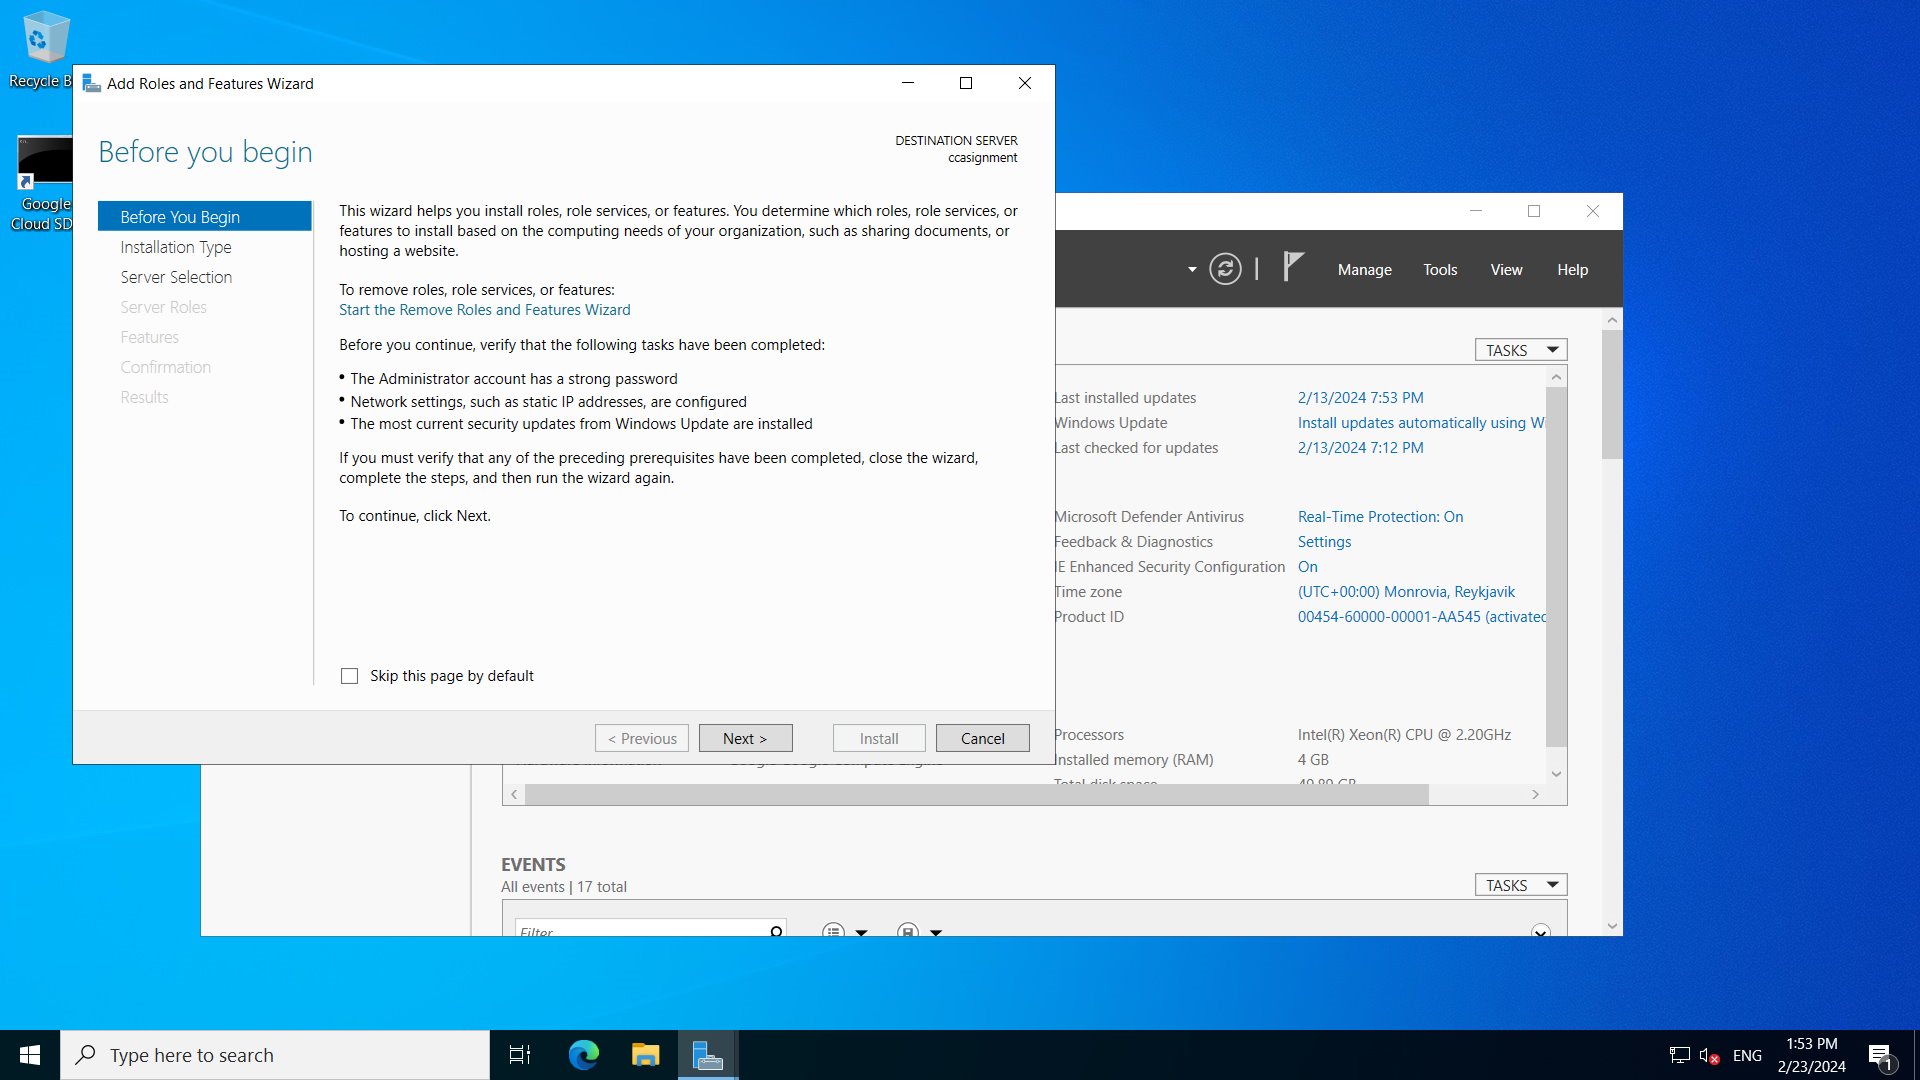 Recycle B
Google
Cloud SD
Add Roles and Features Wizard
Before you begin
DESTINATION SERVER
ccasignment
Before You Begin
Installation Type
Server Selection
Server Roles
Features
Confirmation
Results
This wizard helps you install roles, role services, or features. You determine which roles, role services, or
features to install based on the computing needs of your organization, such as sharing documents, or
hosting a website.
To remove roles, role services, or features:
Start the Remove Roles and Features Wizard
Before you continue, verify that the following tasks have been completed:
• The Administrator account has a strong password
• Network settings, such as static IP addresses, are configured
• The most current security updates from Windows Update are installed
If you must verify that any of the preceding prerequisites have been completed, close the wizard,
complete the steps, and then run the wizard again.
To continue, click Next.
Skip this page by default
< Previous
Next >
Install
Cancel
Manage
Tools
View
Help
TASKS
Last installed updates 2/13/2024 7:53 PM
Windows Update Install updates automatically using W
Last checked for updates 2/13/2024 7:12 PM
Microsoft Defender Antivirus Real-Time Protection: On
Feedback & Diagnostics Settings
IE Enhanced Security Configuration On
Time zone (UTC+00:00) Monrovia, Reykjavik
Product ID 00454-60000-00001-AA545 (activated
Processors Intel(R) Xeon(R) CPU @ 2.20GHz
Installed memory (RAM) 4 GB
Total disk space 49.89 GB
EVENTS
All events | 17 total
TASKS
Filter
Type here to search
ENG
1:53 PM
2/23/2024
1